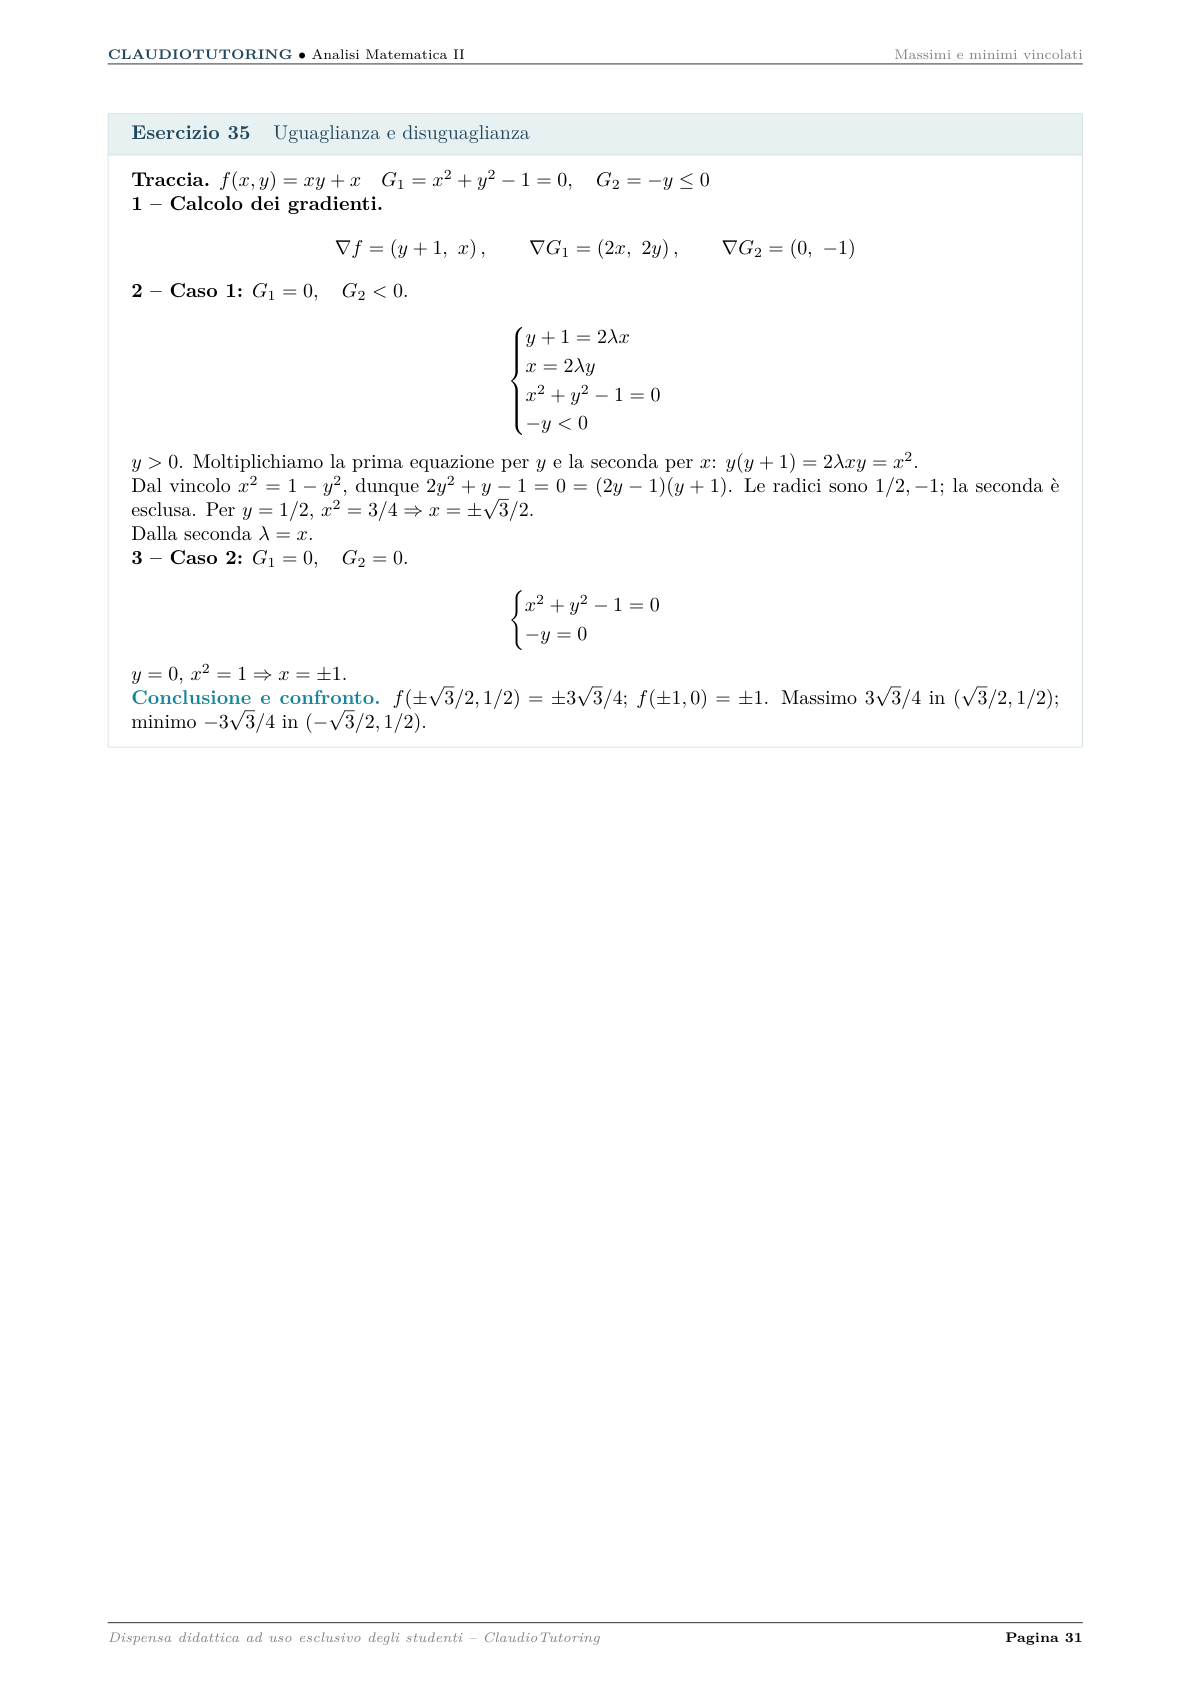 CLAUDIOTUTORING • Analisi Matematica II Massimi e minimi vincolati
Esercizio 35 Uguaglianza e disuguaglianza
Traccia. f(x, y) = xy + x G₁ = x² + y² − 1 = 0, G₂ = −y ≤ 0
1 – Calcolo dei gradienti.
∇f = (y + 1, x), ∇G₁ = (2x, 2y), ∇G₂ = (0, −1)
2 – Caso 1: G₁ = 0, G₂ < 0.
y + 1 = 2λx
x = 2λy
x² + y² − 1 = 0
−y < 0
y > 0. Moltiplichiamo la prima equazione per y e la seconda per x: y(y + 1) = 2λxy = x².
Dal vincolo x² = 1 − y², dunque 2y² + y − 1 = 0 = (2y − 1)(y + 1). Le radici sono 1/2, −1; la seconda è
esclusa. Per y = 1/2, x² = 3/4 ⇒ x = ±√3/2.
Dalla seconda λ = x.
3 – Caso 2: G₁ = 0, G₂ = 0.
x² + y² − 1 = 0
−y = 0
y = 0, x² = 1 ⇒ x = ±1.
Conclusione e confronto. f(±√3/2, 1/2) = ±3√3/4; f(±1, 0) = ±1. Massimo 3√3/4 in (√3/2, 1/2);
minimo −3√3/4 in (−√3/2, 1/2).
Dispensa didattica ad uso esclusivo degli studenti – ClaudioTutoring Pagina 31